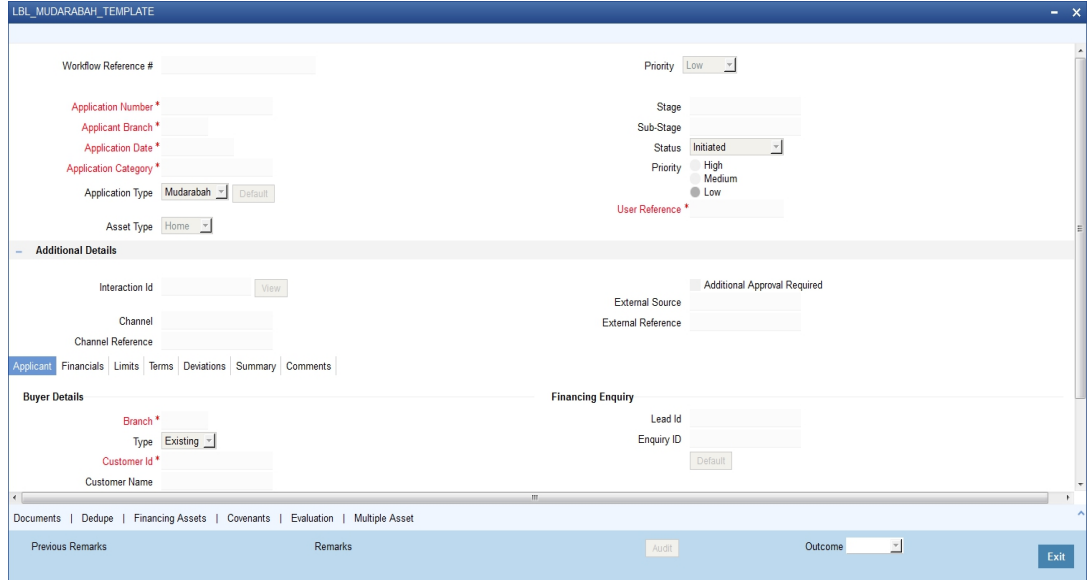 LBL_MUDARABAH_TEMPLATE
Workflow Reference #
Priority Low
Application Number *
Stage
Applicant Branch *
Sub-Stage
Application Date *
Status Initiated
Application Category *
Priority High
Medium
Low
Application Type Mudarabah Default
User Reference *
Asset Type Home
Additional Details
Interaction Id View
Additional Approval Required
External Source
Channel
External Reference
Channel Reference
Applicant Financials Limits Terms Deviations Summary Comments
Buyer Details
Financing Enquiry
Branch *
Lead Id
Type Existing
Enquiry ID
Customer Id *
Default
Customer Name
Documents | Dedupe | Financing Assets | Covenants | Evaluation | Multiple Asset
Previous Remarks Remarks Audit Outcome
Exit